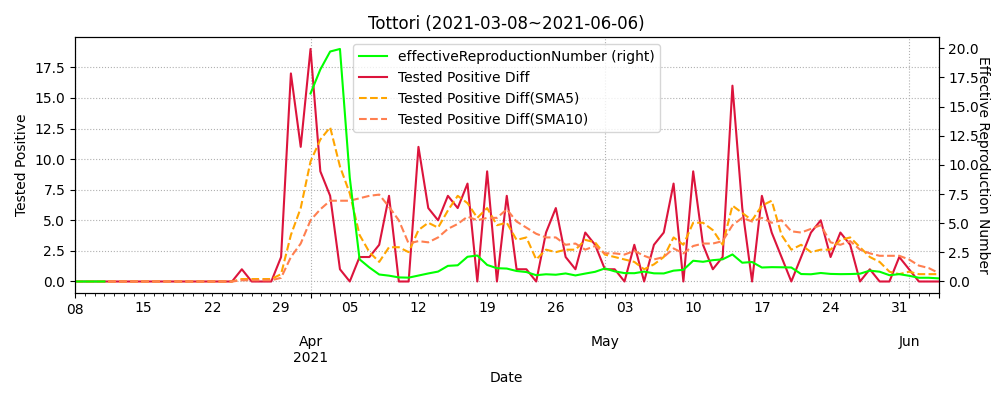 Tottori (2021-03-08~2021-06-06)
effectiveReproductionNumber (right)
Tested Positive Diff
Tested Positive Diff(SMA5)
Tested Positive Diff(SMA10)
Tested Positive
17.5
15.0
12.5
10.0
7.5
5.0
2.5
0.0
20.0
17.5
15.0
12.5
10.0
7.5
5.0
2.5
0.0
Effective Reproduction Number
08 15 22 29 05 12 19 26 03 10 17 24 31
Apr May Jun
2021
Date